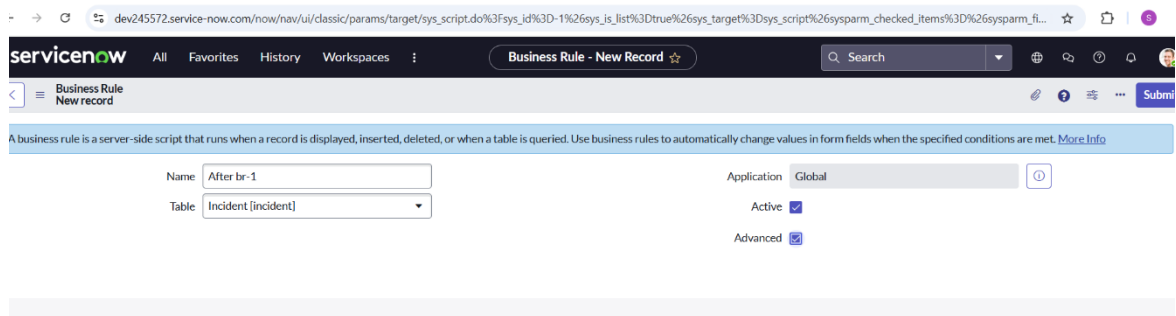 dev245572.service-now.com/now/nav/ui/classic/params/target/sys_script.do%3Fsys_id%3D-1%26sys_is_list%3Dtrue%26sys_target%3Dsys_script%26sysparm_checked_items%3D%26sysparm_fi...
S
servicenow All Favorites History Workspaces Business Rule - New Record Search
Business Rule
New record
Submi
A business rule is a server-side script that runs when a record is displayed, inserted, deleted, or when a table is queried. Use business rules to automatically change values in form fields when the specified conditions are met. More Info
Name After br-1 Application Global
Table Incident [incident] Active
Advanced